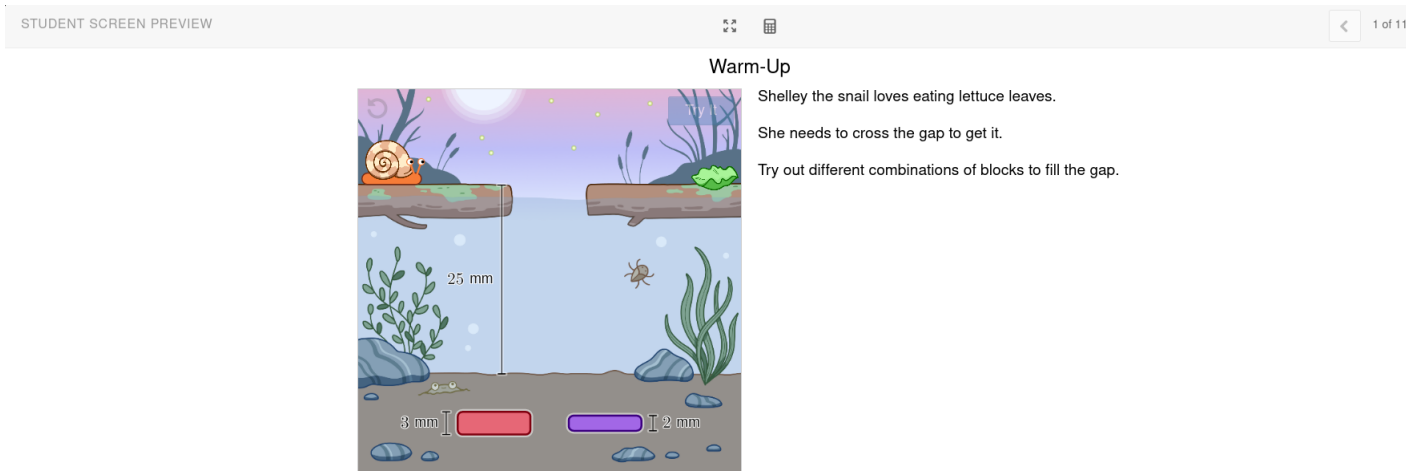 STUDENT SCREEN PREVIEW
1 of 11
Warm-Up
Try it
Shelley the snail loves eating lettuce leaves.
She needs to cross the gap to get it.
Try out different combinations of blocks to fill the gap.
25 mm
3 mm
2 mm